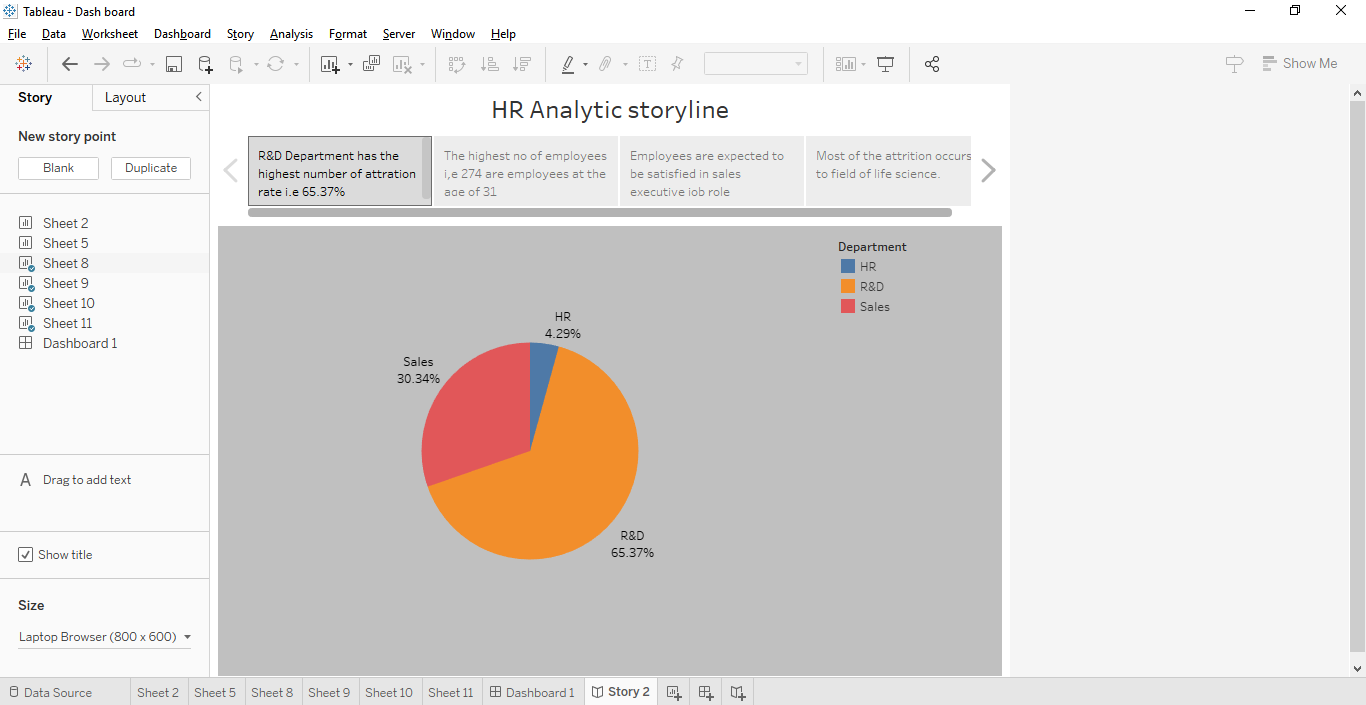 Tableau - Dash board
File Data Worksheet Dashboard Story Analysis Format Server Window Help
Show Me
Story Layout
New story point
Blank Duplicate
Sheet 2
Sheet 5
Sheet 8
Sheet 9
Sheet 10
Sheet 11
Dashboard 1
A Drag to add text
Show title
Size
Laptop Browser (800 x 600)
HR Analytic storyline
R&D Department has the
highest number of attration
rate i.e 65.37%
The highest no of employees
i,e 274 are employees at the
age of 31
Employees are expected to
be satisfied in sales
executive job role
Most of the attrition occurs
to field of life science.
Department
HR
R&D
Sales
HR
4.29%
Sales
30.34%
R&D
65.37%
Data Source Sheet 2 Sheet 5 Sheet 8 Sheet 9 Sheet 10 Sheet 11 Dashboard 1 Story 2